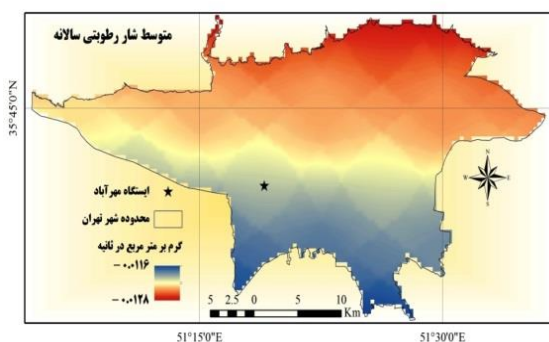 متوسط شار رطوبتی سالانه
35°45'0"N
N
W
E
S
ایستگاه مهرآباد
محدوده شهر تهران
گرم بر متر مربع در ثانیه
- ۰.۰۱۱۶
- ۰.۰۱۲۸
5 2.5 0 5 10
Km
51°15'0"E 51°30'0"E